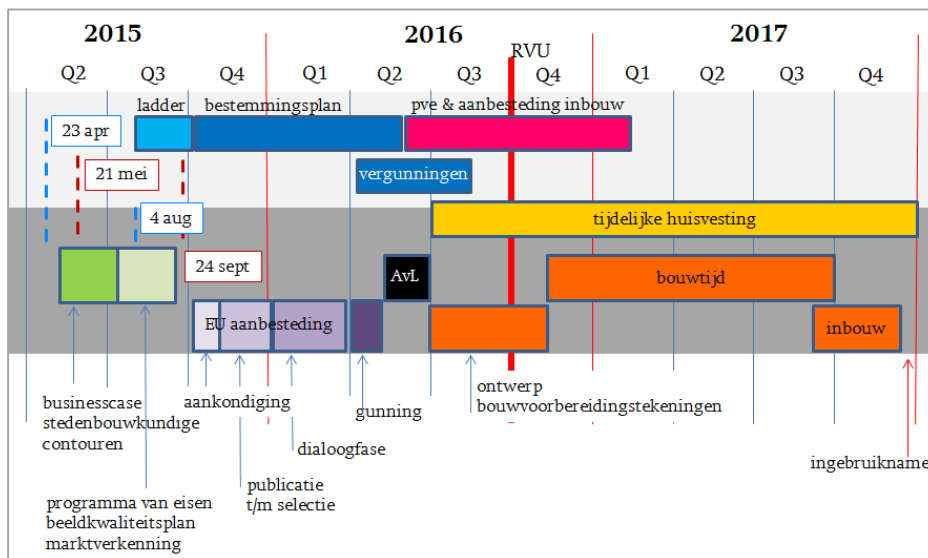 2015 2016 2017
RVU
Q2 Q3 Q4 Q1 Q2 Q3 Q4 Q1 Q2 Q3 Q4
ladder bestemmingsplan pve & aanbesteding inbouw
23 apr
21 mei vergunningen
4 aug tijdelijke huisvesting
24 sept AvL bouwtijd
EU aanbesteding inbouw
businesscase
stedenbouwkundige
contouren
aankondiging
gunning
ontwerp
bouwvoorbereidingstekeningen
dialoogfase
ingebruikname
publicatie
t/m selectie
programma van eisen
beeldkwaliteitsplan
marktverkenning